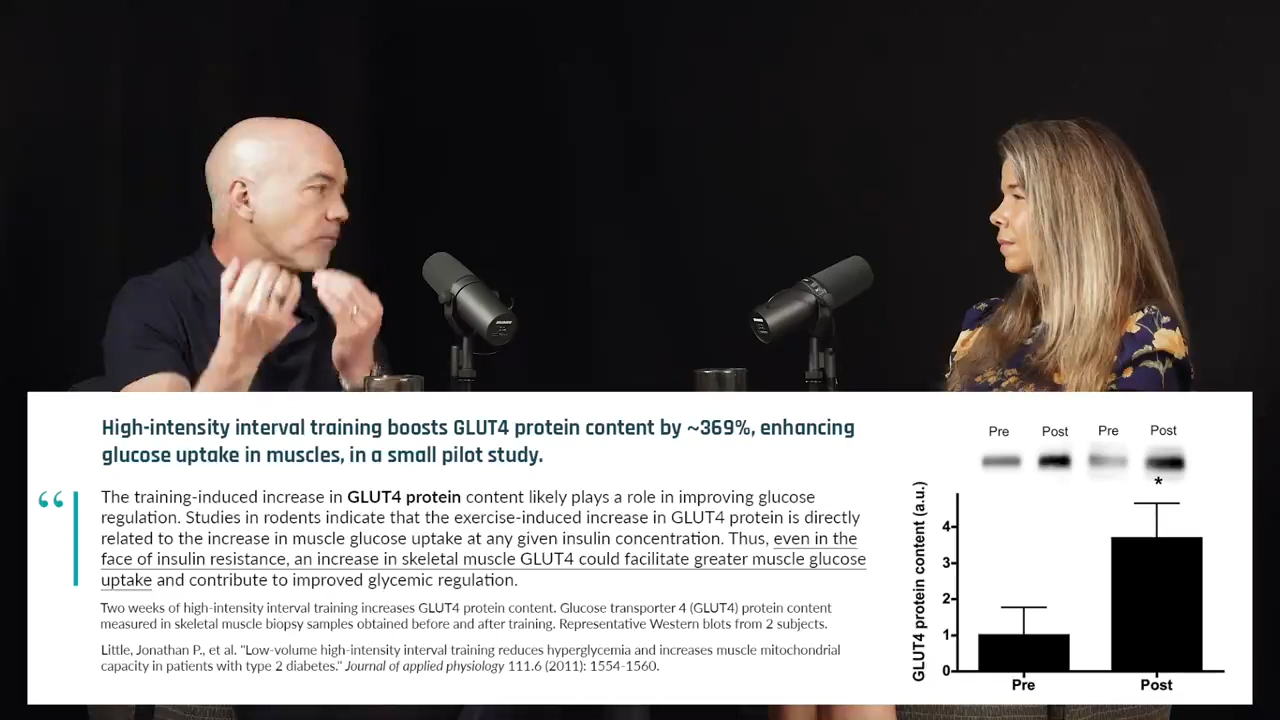 High-intensity interval training boosts GLUT4 protein content by ~369%, enhancing
glucose uptake in muscles, in a small pilot study.
“
The training-induced increase in GLUT4 protein content likely plays a role in improving glucose
regulation. Studies in rodents indicate that the exercise-induced increase in GLUT4 protein is directly
related to the increase in muscle glucose uptake at any given insulin concentration. Thus, even in the
face of insulin resistance, an increase in skeletal muscle GLUT4 could facilitate greater muscle glucose
uptake and contribute to improved glycemic regulation.
Two weeks of high-intensity interval training increases GLUT4 protein content. Glucose transporter 4 (GLUT4) protein content
measured in skeletal muscle biopsy samples obtained before and after training. Representative Western blots from 2 subjects.
Little, Jonathan P., et al. "Low-volume high-intensity interval training reduces hyperglycemia and increases muscle mitochondrial
capacity in patients with type 2 diabetes." Journal of applied physiology 111.6 (2011): 1554-1560.
Pre Post Pre Post
*
GLUT4 protein content (a.u.)
4
3
2
1
0
Pre Post